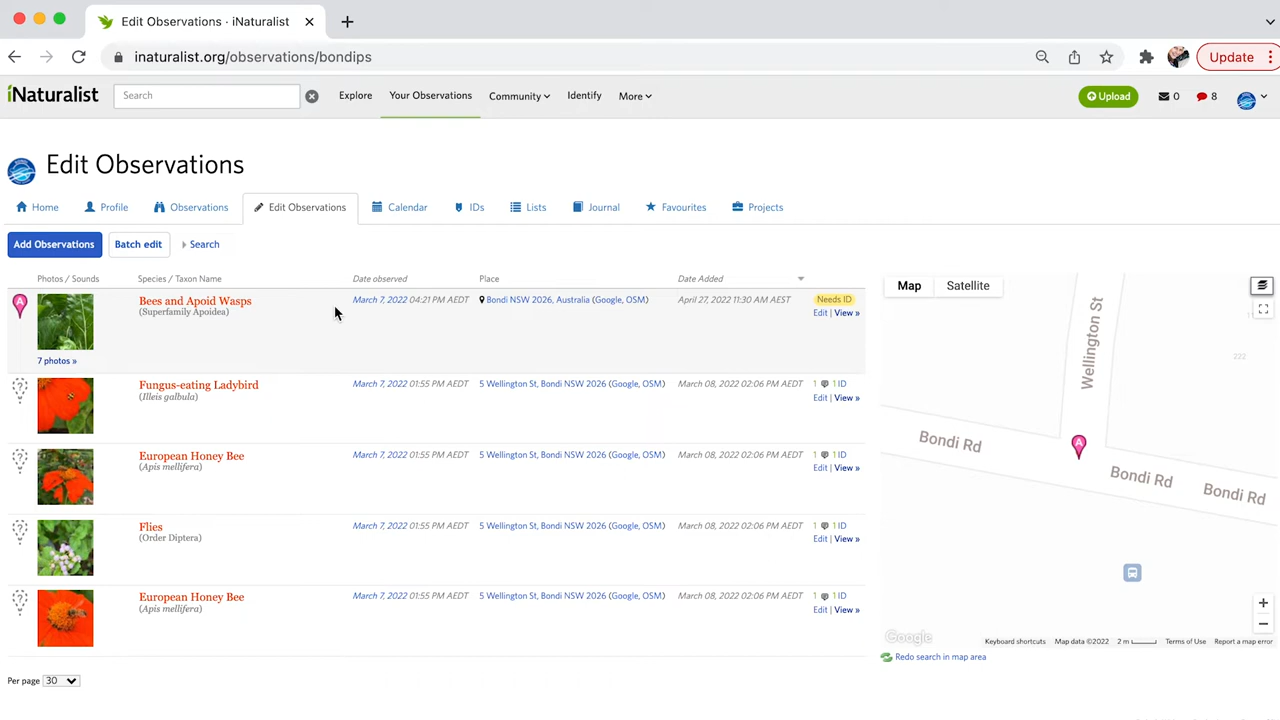 Edit Observations · iNaturalist
inaturalist.org/observations/bondips
Update
iNaturalist
Search
Explore
Your Observations
Community
Identify
More
Upload
0
8
Edit Observations
Home
Profile
Observations
Edit Observations
Calendar
IDs
Lists
Journal
Favourites
Projects
Add Observations
Batch edit
Search
Photos / Sounds
Species / Taxon Name
Date observed
Place
Date Added
A
Bees and Apoid Wasps
(Superfamily Apoidea)
March 7, 2022 04:21 PM AEDT
Bondi NSW 2026, Australia (Google, OSM)
April 27, 2022 11:30 AM AEST
Needs ID
Edit | View »
7 photos »
?
Fungus-eating Ladybird
(Illeis galbula)
March 7, 2022 01:55 PM AEDT
5 Wellington St, Bondi NSW 2026 (Google, OSM)
March 08, 2022 02:06 PM AEDT
1 1 ID
Edit | View »
?
European Honey Bee
(Apis mellifera)
March 7, 2022 01:55 PM AEDT
5 Wellington St, Bondi NSW 2026 (Google, OSM)
March 08, 2022 02:06 PM AEDT
1 1 ID
Edit | View »
?
Flies
(Order Diptera)
March 7, 2022 01:55 PM AEDT
5 Wellington St, Bondi NSW 2026 (Google, OSM)
March 08, 2022 02:06 PM AEDT
1 1 ID
Edit | View »
?
European Honey Bee
(Apis mellifera)
March 7, 2022 01:55 PM AEDT
5 Wellington St, Bondi NSW 2026 (Google, OSM)
March 08, 2022 02:06 PM AEDT
1 1 ID
Edit | View »
Per page 30
Map
Satellite
Wellington St
222
Bondi Rd
A
Bondi Rd
Bondi Rd
+
−
Google
Keyboard shortcuts
Map data ©2022
2 m
Terms of Use
Report a map error
Redo search in map area